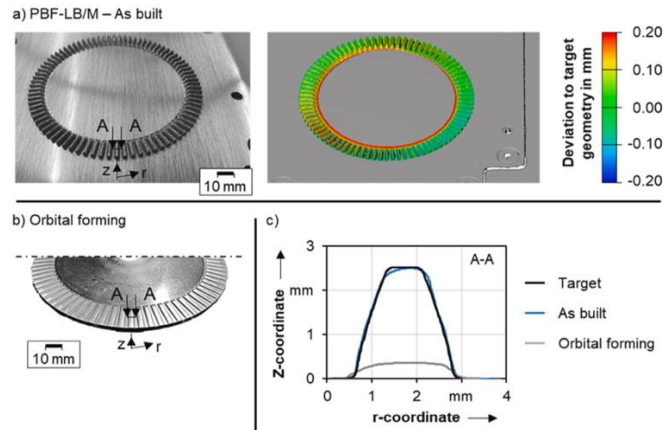 a) PBF-LB/M – As built
A A
z r
10 mm
Deviation to target
geometry in mm
0.20
0.10
0.00
-0.10
-0.20
b) Orbital forming
A A
z r
10 mm
c)
A-A
Z-coordinate
3
mm
1
0
0 1 2 mm 4
r-coordinate
Target
As built
Orbital forming